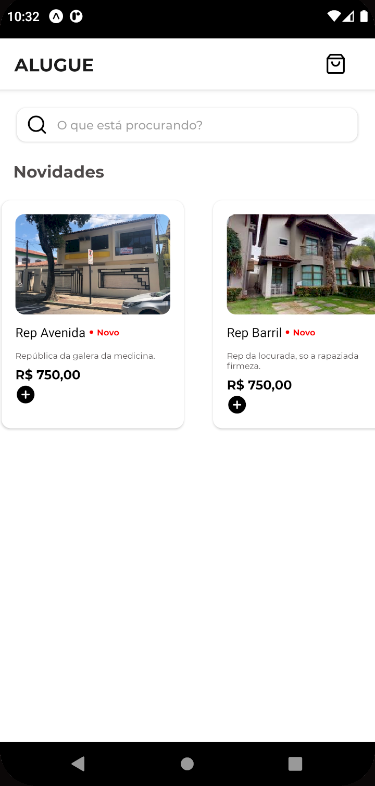 10:32
ALUGUE
O que está procurando?
Novidades
Rep Avenida • Novo
República da galera da medicina.
R$ 750,00
Rep Barril • Novo
Rep da locurada, so a rapaziada
firmeza.
R$ 750,00